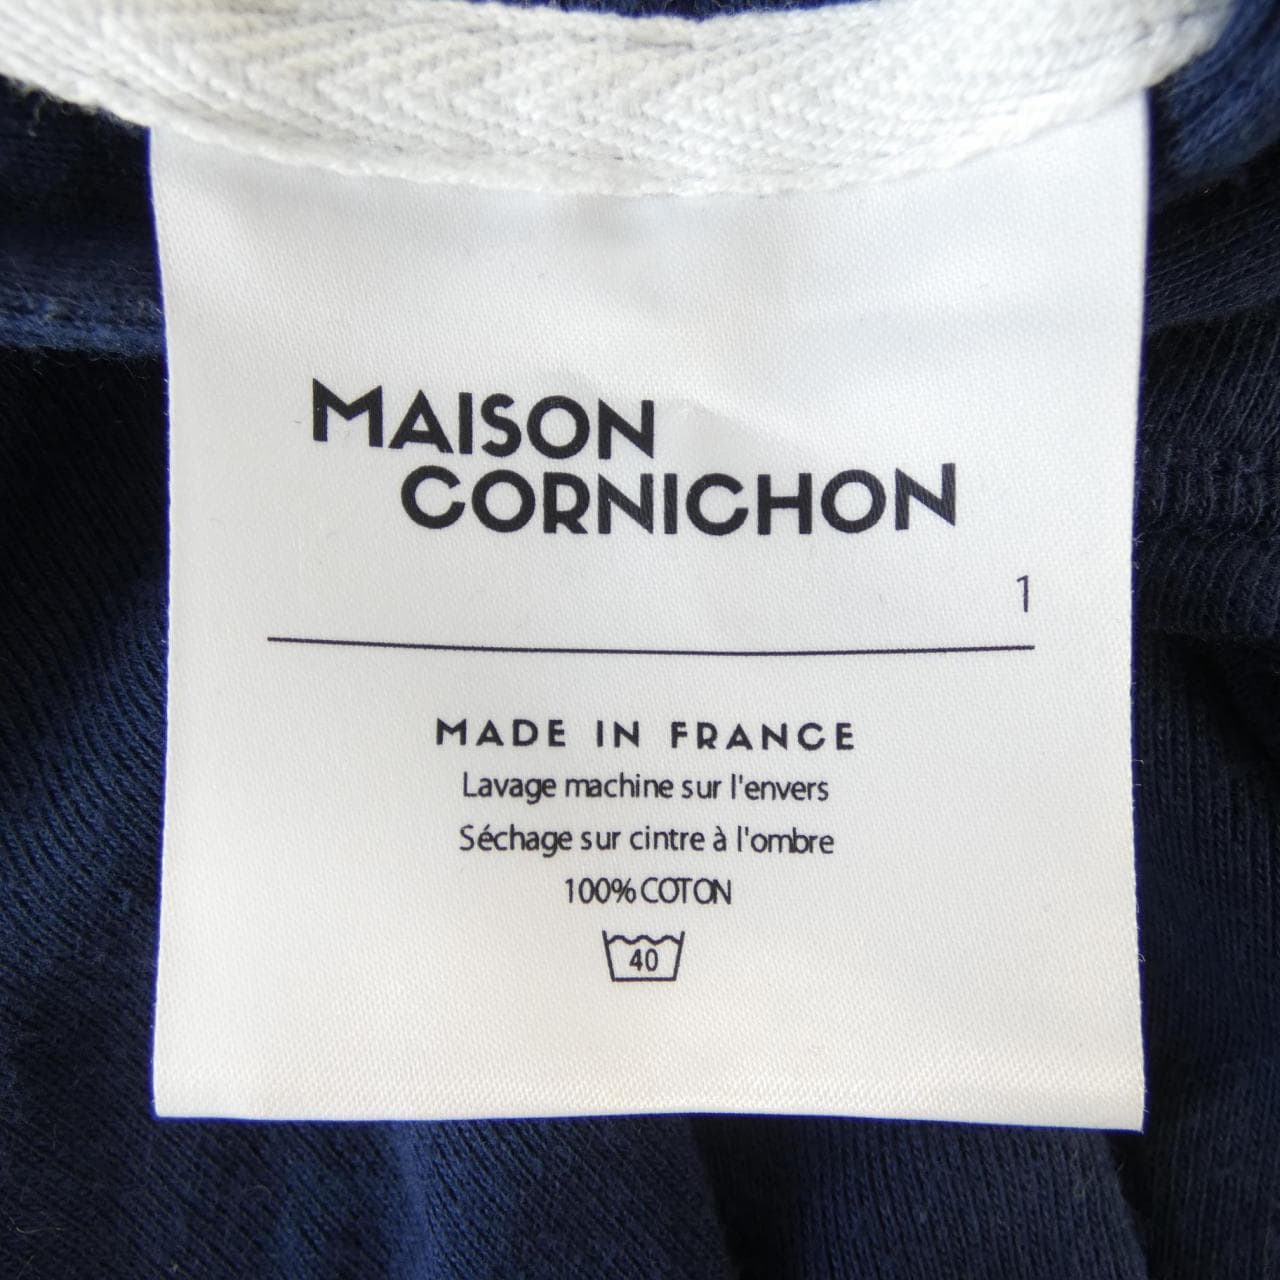 MAISON
CORNICHON
1
MADE IN FRANCE
Lavage machine sur l'envers
Séchage sur cintre à l'ombre
100% COTON
40